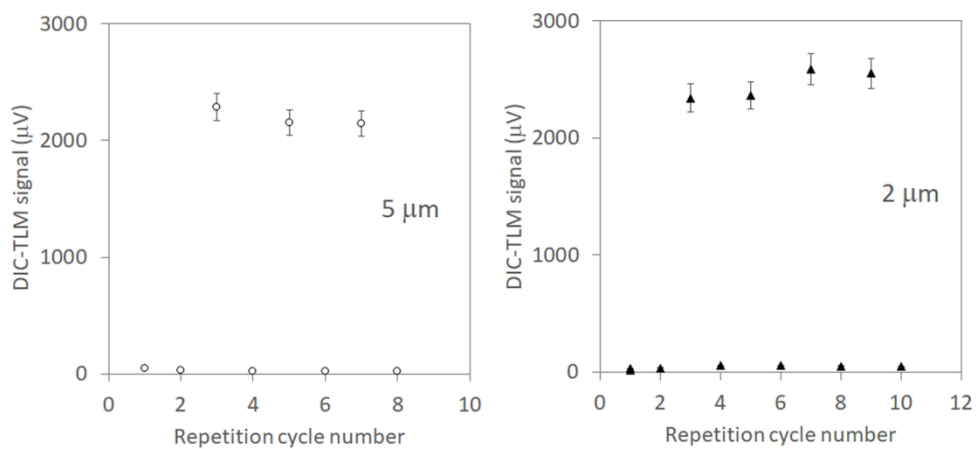 3000
2000
1000
0
DIC-TLM signal (µV)
5 µm
0 2 4 6 8 10
Repetition cycle number
3000
2000
1000
0
DIC-TLM signal (µV)
2 µm
0 2 4 6 8 10 12
Repetition cycle number